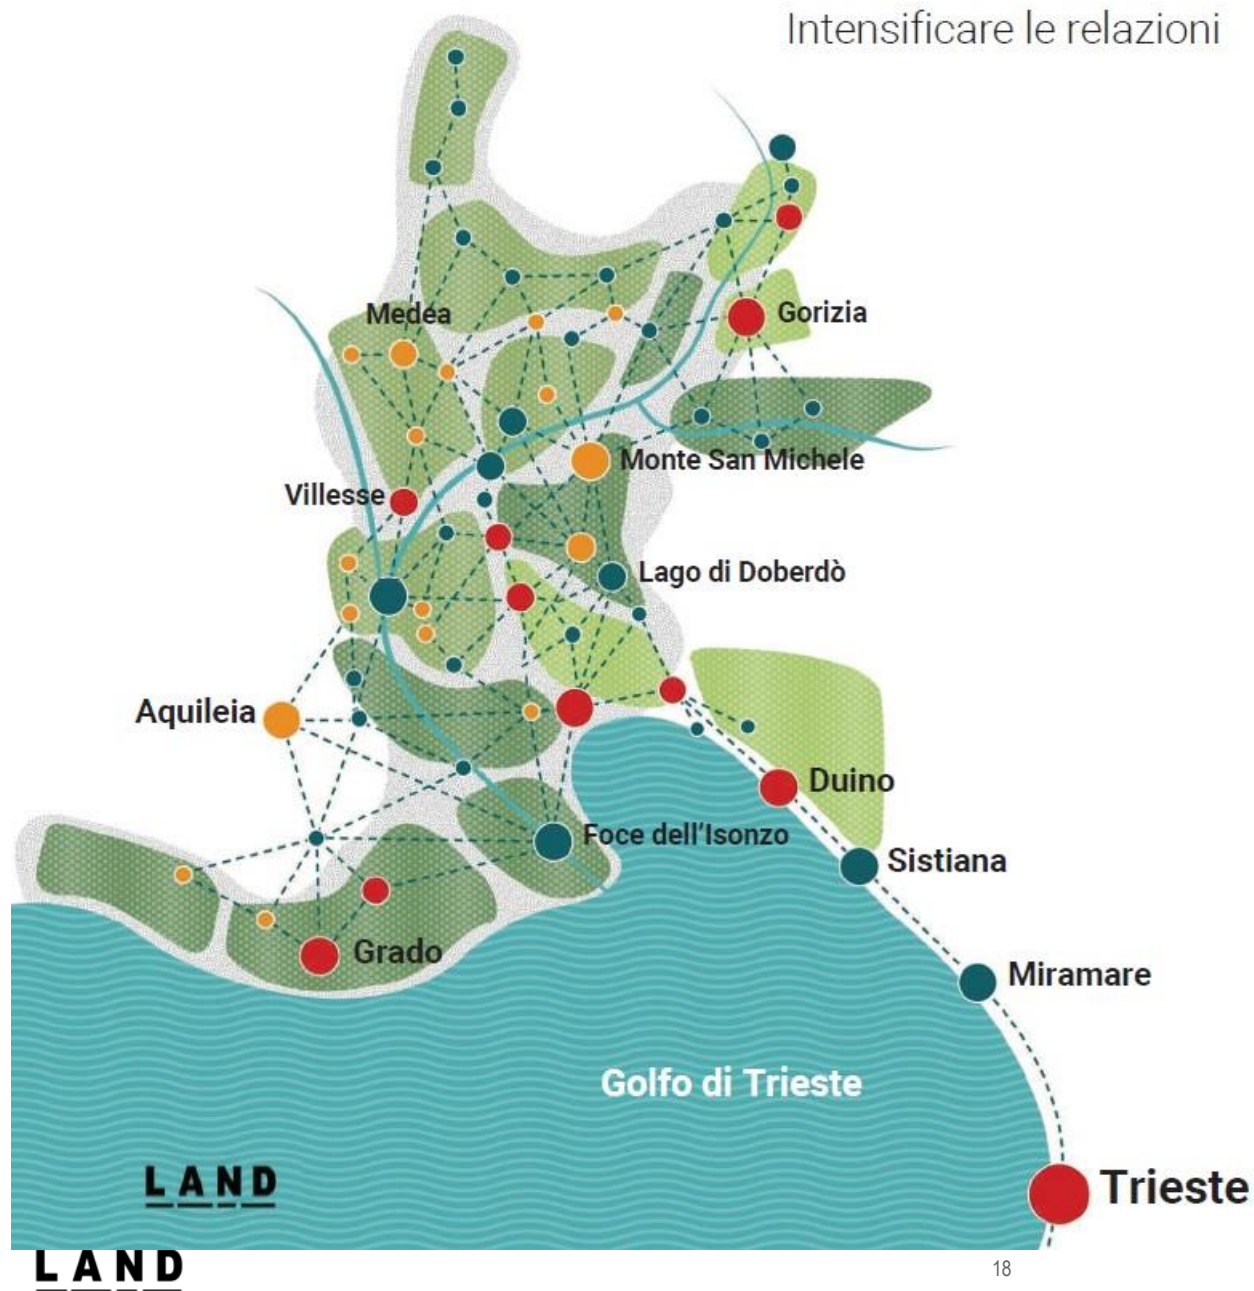 Intensificare le relazioni
Medea
Gorizia
Monte San Michele
Villesse
Lago di Doberdò
Aquileia
Duino
Foce dell'Isonzo
Sistiana
Grado
Miramare
Golfo di Trieste
LAND
Trieste
LAND
18